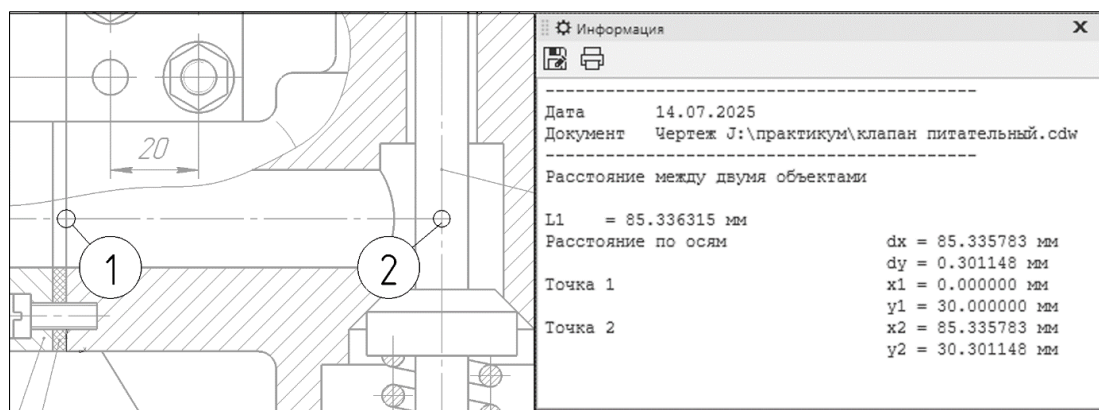 20
1
2
Информация
Дата 14.07.2025
Документ Чертеж J:\практикум\клапан питательный.cdw
Расстояние между двумя объектами
L1 = 85.336315 мм
Расстояние по осям dx = 85.335783 мм
dy = 0.301148 мм
Точка 1 x1 = 0.000000 мм
y1 = 30.000000 мм
Точка 2 x2 = 85.335783 мм
y2 = 30.301148 мм